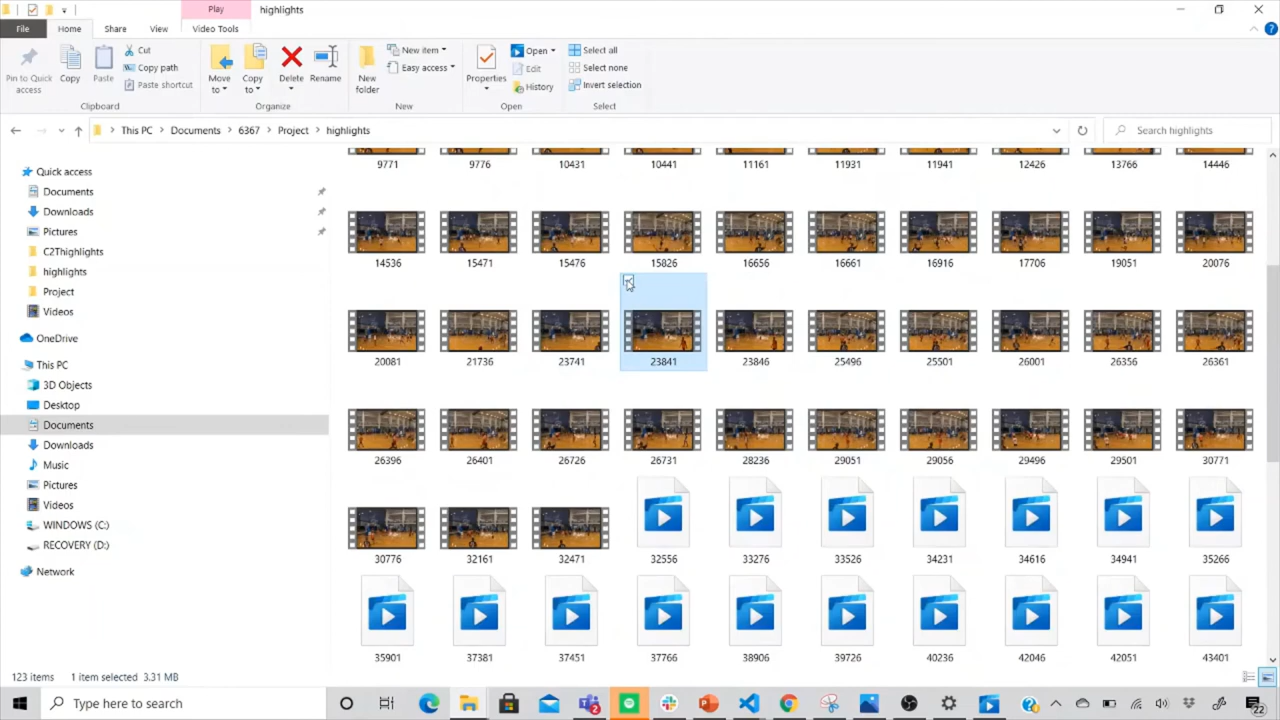 Play
highlights
File
Home
Share
View
Video Tools
Pin to Quick access
Copy
Paste
Cut
Copy path
Paste shortcut
Clipboard
Move to
Copy to
Delete
Rename
Organize
New folder
New item
Easy access
New
Properties
Open
Edit
History
Open
Select all
Select none
Invert selection
Select
This PC
Documents
6367
Project
highlights
Search highlights
Quick access
Documents
Downloads
Pictures
C2Thighlights
highlights
Project
Videos
OneDrive
This PC
3D Objects
Desktop
Documents
Downloads
Music
Pictures
Videos
WINDOWS (C:)
RECOVERY (D:)
Network
9771 9776 10431 10441 11161 11931 11941 12426 13766 14446
14536 15471 15476 15826 16656 16661 16916 17706 19051 20076
20081 21736 23741 23841 23846 25496 25501 26001 26356 26361
26396 26401 26726 26731 28236 29051 29056 29496 29501 30771
30776 32161 32471 32556 33276 33526 34231 34616 34941 35266
35901 37381 37451 37766 38906 39726 40236 42046 42051 43401
123 items 1 item selected 3.31 MB
Type here to search
2
22